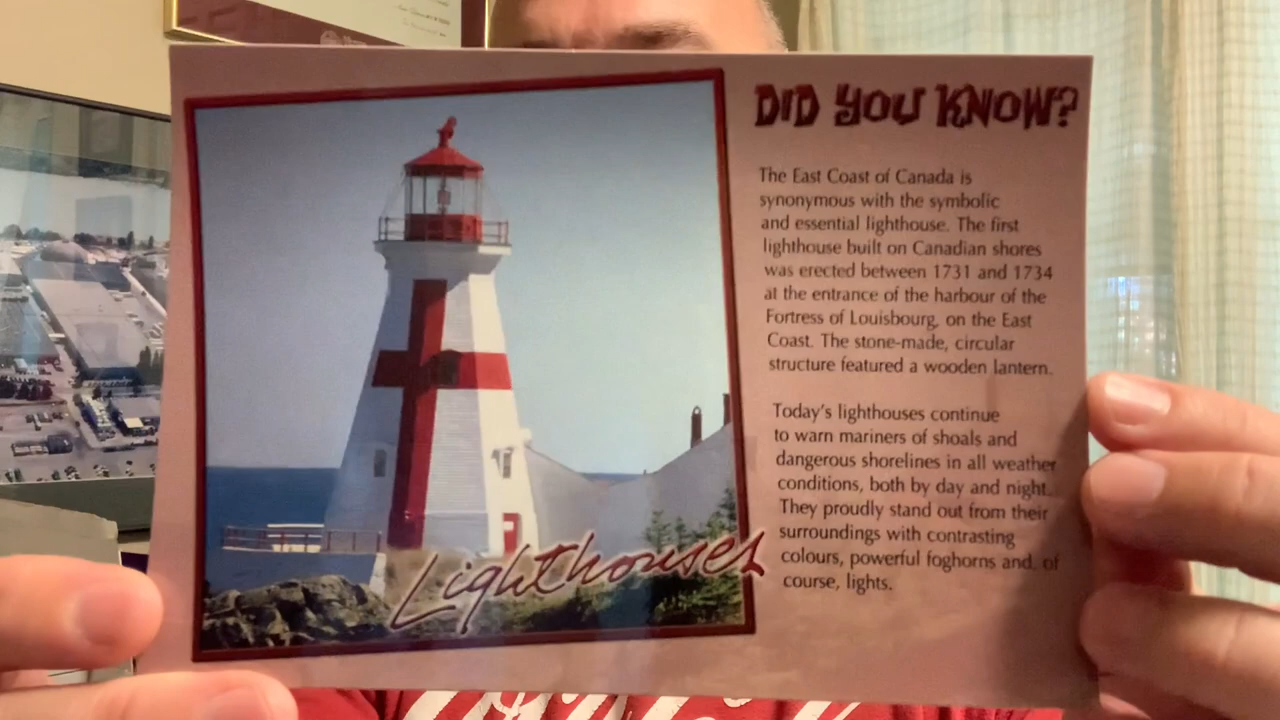 DID YOU KNOW?
The East Coast of Canada is
synonymous with the symbolic
and essential lighthouse. The first
lighthouse built on Canadian shores
was erected between 1731 and 1734
at the entrance of the harbour of the
Fortress of Louisbourg, on the East
Coast. The stone-made, circular
structure featured a wooden lantern.
Today's lighthouses continue
to warn mariners of shoals and
dangerous shorelines in all weather
conditions, both by day and night.
They proudly stand out from their
surroundings with contrasting
colours, powerful foghorns and, of
course, lights.
Lighthouses